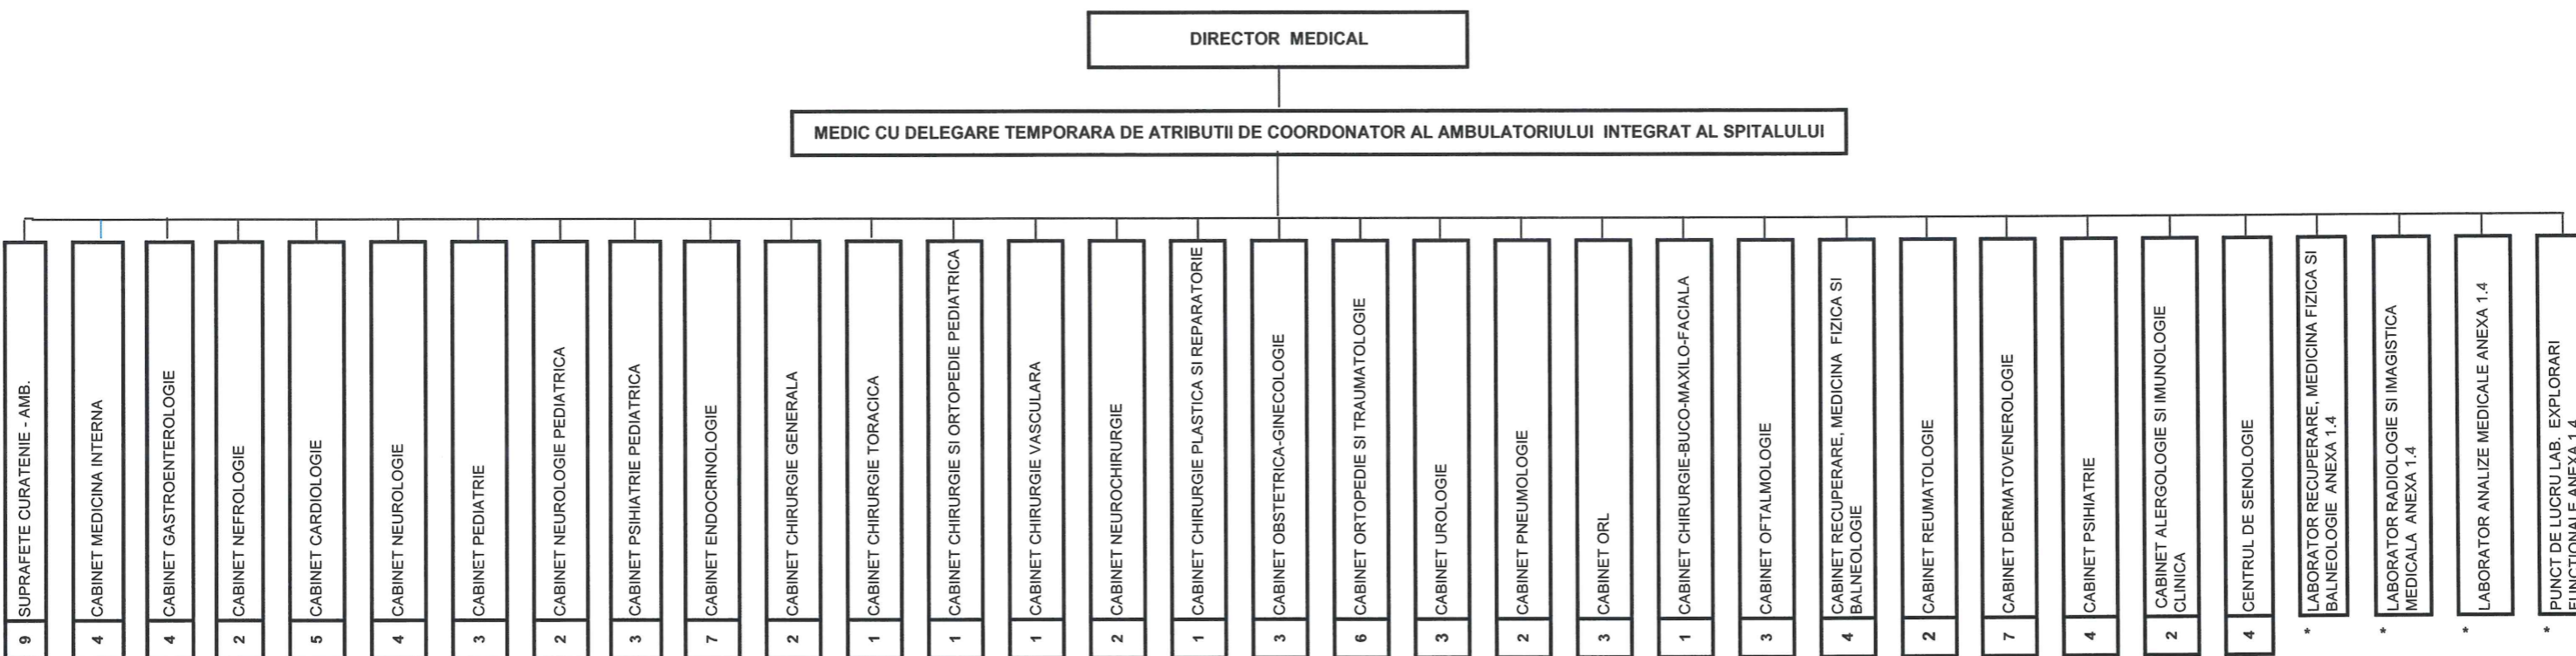 DIRECTOR MEDICAL
MEDIC CU DELEGARE TEMPORARA DE ATRIBUTII DE COORDONATOR AL AMBULATORIULUI INTEGRAT AL SPITALULUI
SUPRAFETE CURATENIE - AMB.
9
CABINET MEDICINA INTERNA
4
CABINET GASTROENTEROLOGIE
4
CABINET NEFROLOGIE
2
CABINET CARDIOLOGIE
5
CABINET NEUROLOGIE
4
CABINET PEDIATRIE
3
CABINET NEUROLOGIE PEDIATRICA
2
CABINET PSIHIATRIE PEDIATRICA
3
CABINET ENDOCRINOLOGIE
7
CABINET CHIRURGIE GENERALA
2
CABINET CHIRURGIE TORACICA
1
CABINET CHIRURGIE SI ORTOPEDIE PEDIATRICA
1
CABINET CHIRURGIE VASCULARA
1
CABINET NEUROCHIRURGIE
2
CABINET CHIRURGIE PLASTICA SI REPARATORIE
1
CABINET OBSTETRICA-GINECOLOGIE
3
CABINET ORTOPEDIE SI TRAUMATOLOGIE
6
CABINET UROLOGIE
3
CABINET PNEUMOLOGIE
2
CABINET ORL
3
CABINET CHIRURGIE-BUCO-MAXILO-FACIALA
1
CABINET OFTALMOLOGIE
3
CABINET RECUPERARE, MEDICINA FIZICA SI
BALNEOLOGIE
4
CABINET REUMATOLOGIE
2
CABINET DERMATOVENEROLOGIE
7
CABINET PSIHIATRIE
4
CABINET ALERGOLOGIE SI IMUNOLOGIE
CLINICA
2
CENTRUL DE SENOLOGIE
4
LABORATOR RECUPERARE, MEDICINA FIZICA SI
BALNEOLOGIE ANEXA 1.4
*
LABORATOR RADIOLOGIE SI IMAGISTICA
MEDICALA ANEXA 1.4
*
LABORATOR ANALIZE MEDICALE ANEXA 1.4
*
PUNCT DE LUCRU LAB. EXPLORARI
FUNCTIONALE ANEXA 1.4
*